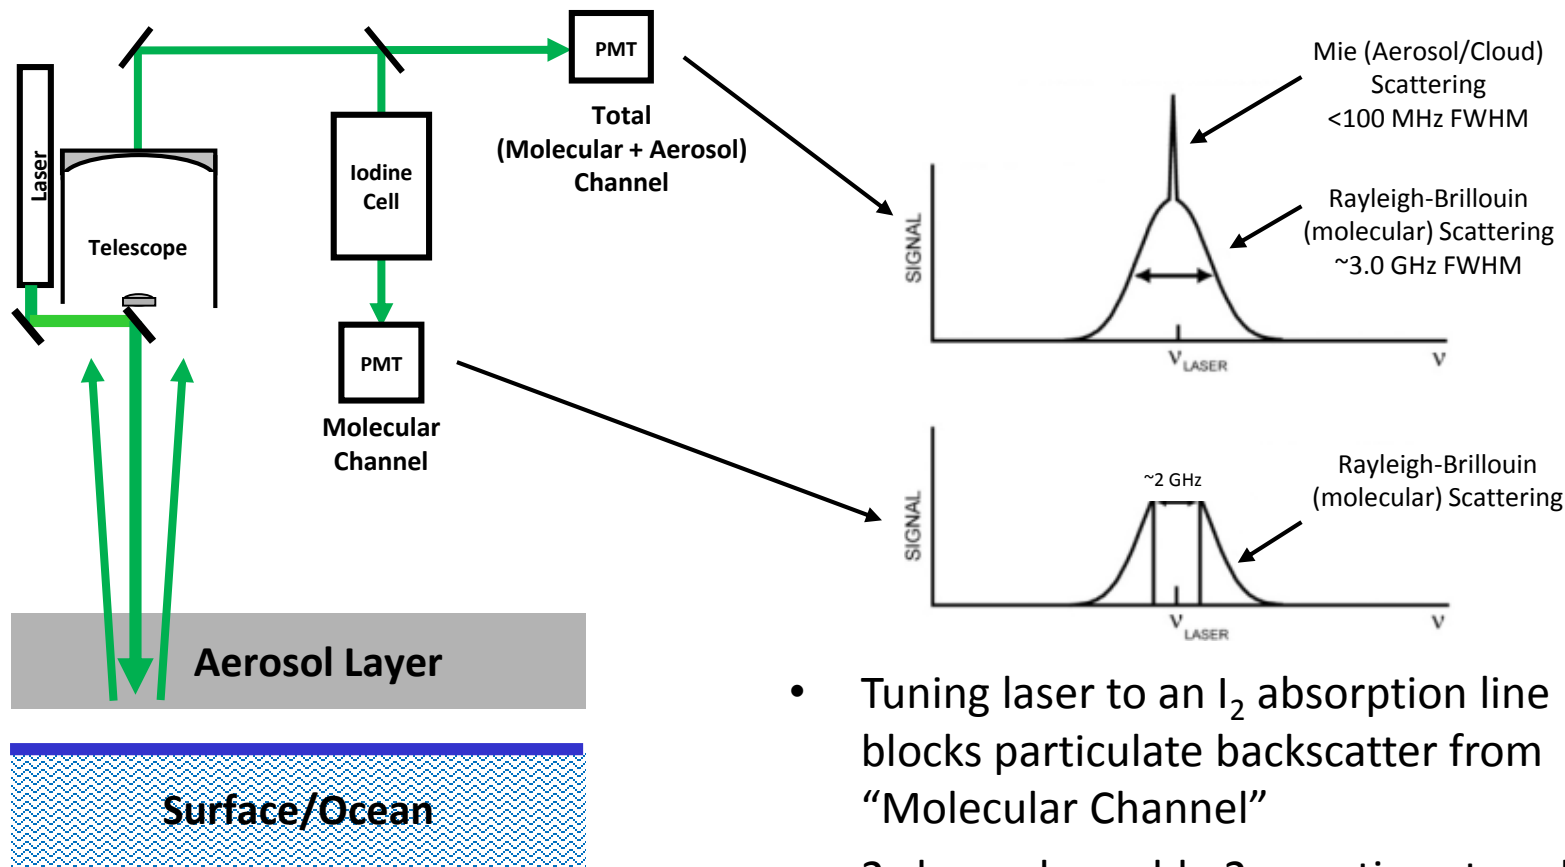 Laser
Telescope
PMT
Total
(Molecular + Aerosol)
Channel
Iodine
Cell
PMT
Molecular
Channel
Aerosol Layer
Surface/Ocean
Mie (Aerosol/Cloud)
Scattering
<100 MHz FWHM
Rayleigh-Brillouin
(molecular) Scattering
~3.0 GHz FWHM
SIGNAL
ν LASER
ν
Rayleigh-Brillouin
(molecular) Scattering
~2 GHz
SIGNAL
ν LASER
ν
• Tuning laser to an I₂ absorption line
blocks particulate backscatter from
“Molecular Channel”